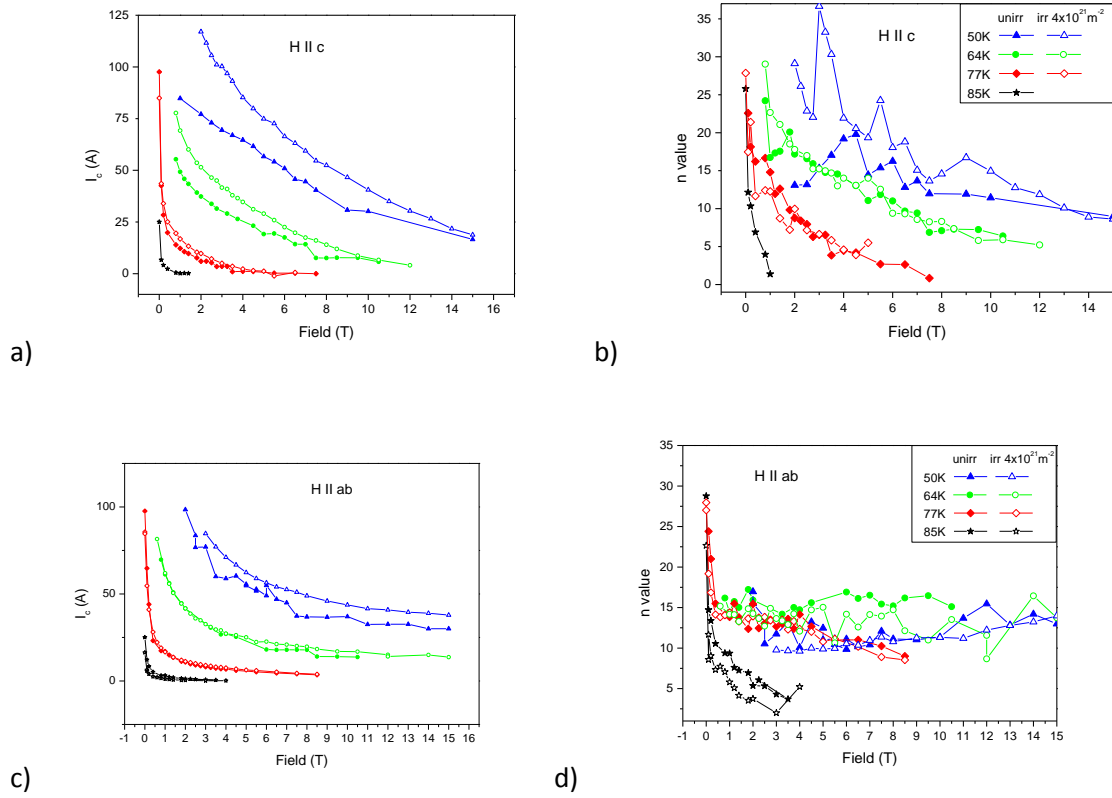 H II c
I_c (A)
125
100
75
50
25
0
0 2 4 6 8 10 12 14 16
Field (T)
a)
H II c
unirr irr 4x10²¹m⁻²
50K
64K
77K
85K
n value
35
30
25
20
15
10
5
0
0 2 4 6 8 10 12 14
Field (T)
b)
H II ab
I_c (A)
100
50
0
-1 0 1 2 3 4 5 6 7 8 9 10 11 12 13 14 15 16
Field (T)
c)
H II ab
unirr irr 4x10²¹m⁻²
50K
64K
77K
85K
n value
35
30
25
20
15
10
5
-1 0 1 2 3 4 5 6 7 8 9 10 11 12 13 14 15
Field (T)
d)